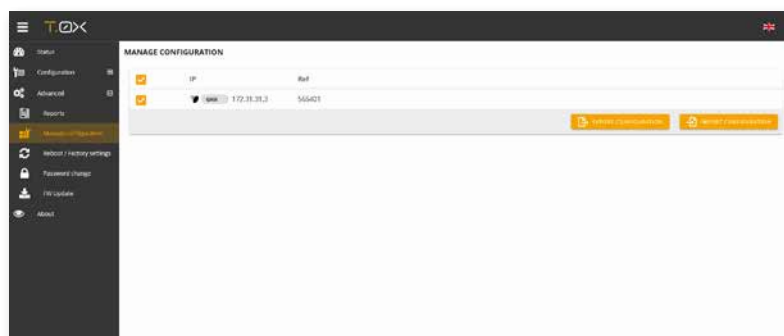 T.OX
Status
MANAGE CONFIGURATION
Configuration
IP
Ref
Advanced
172.31.31.3
565401
Reports
Manage configuration
Reboot / Factory settings
Password change
FW Update
About